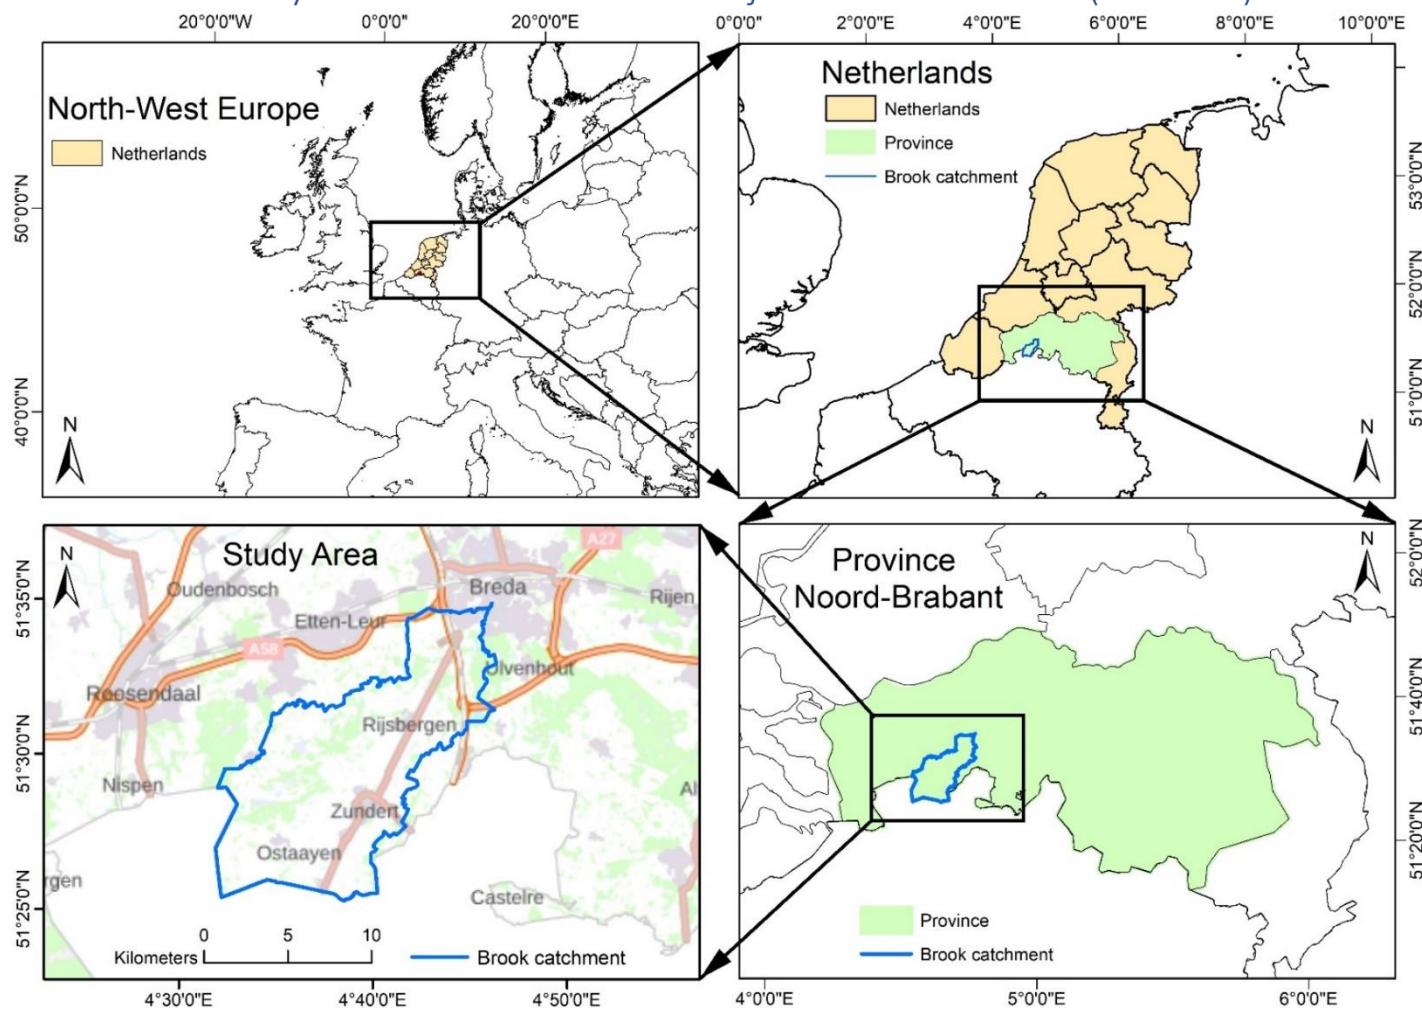 20°0'0"W 0°0'0" 20°0'0"E
50°0'0"N
40°0'0"N
North-West Europe
Netherlands
N
0°0'0" 2°0'0"E 4°0'0"E 6°0'0"E 8°0'0"E 10°0'0"E
Netherlands
Netherlands
Province
Brook catchment
N
53°0'0"N
52°0'0"N
51°0'0"N
Study Area
N
A27
Oudenbosch
Breda
Rijen
Etten-Leur
A58
Ulvenhout
Roosendaal
Rijsbergen
Nispen
Al
Zundert
Ostaayen
rgen
Castelre
0 5 10
Kilometers
Brook catchment
51°35'0"N
51°30'0"N
51°25'0"N
4°30'0"E 4°40'0"E 4°50'0"E
Province
Noord-Brabant
N
Province
Brook catchment
52°0'0"N
51°40'0"N
51°20'0"N
4°0'0"E 5°0'0"E 6°0'0"E